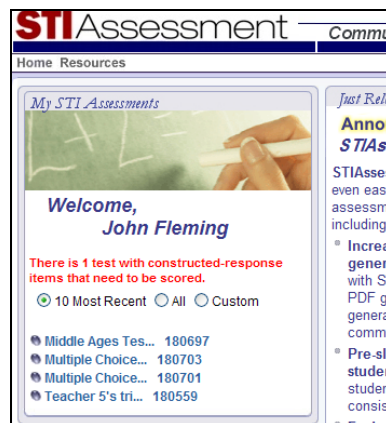 STIAssessment
Commu
Home Resources
My STI Assessments
Welcome,
John Fleming
There is 1 test with constructed-response
items that need to be scored.
10 Most Recent All Custom
Middle Ages Tes... 180697
Multiple Choice... 180703
Multiple Choice... 180701
Teacher 5's tri... 180559
Just Rel
Anno
STIAs
STIAsse
even eas
assessm
including
Increa
gener
with S
PDF g
genera
comm
Pre-sl
studen
studen
consis